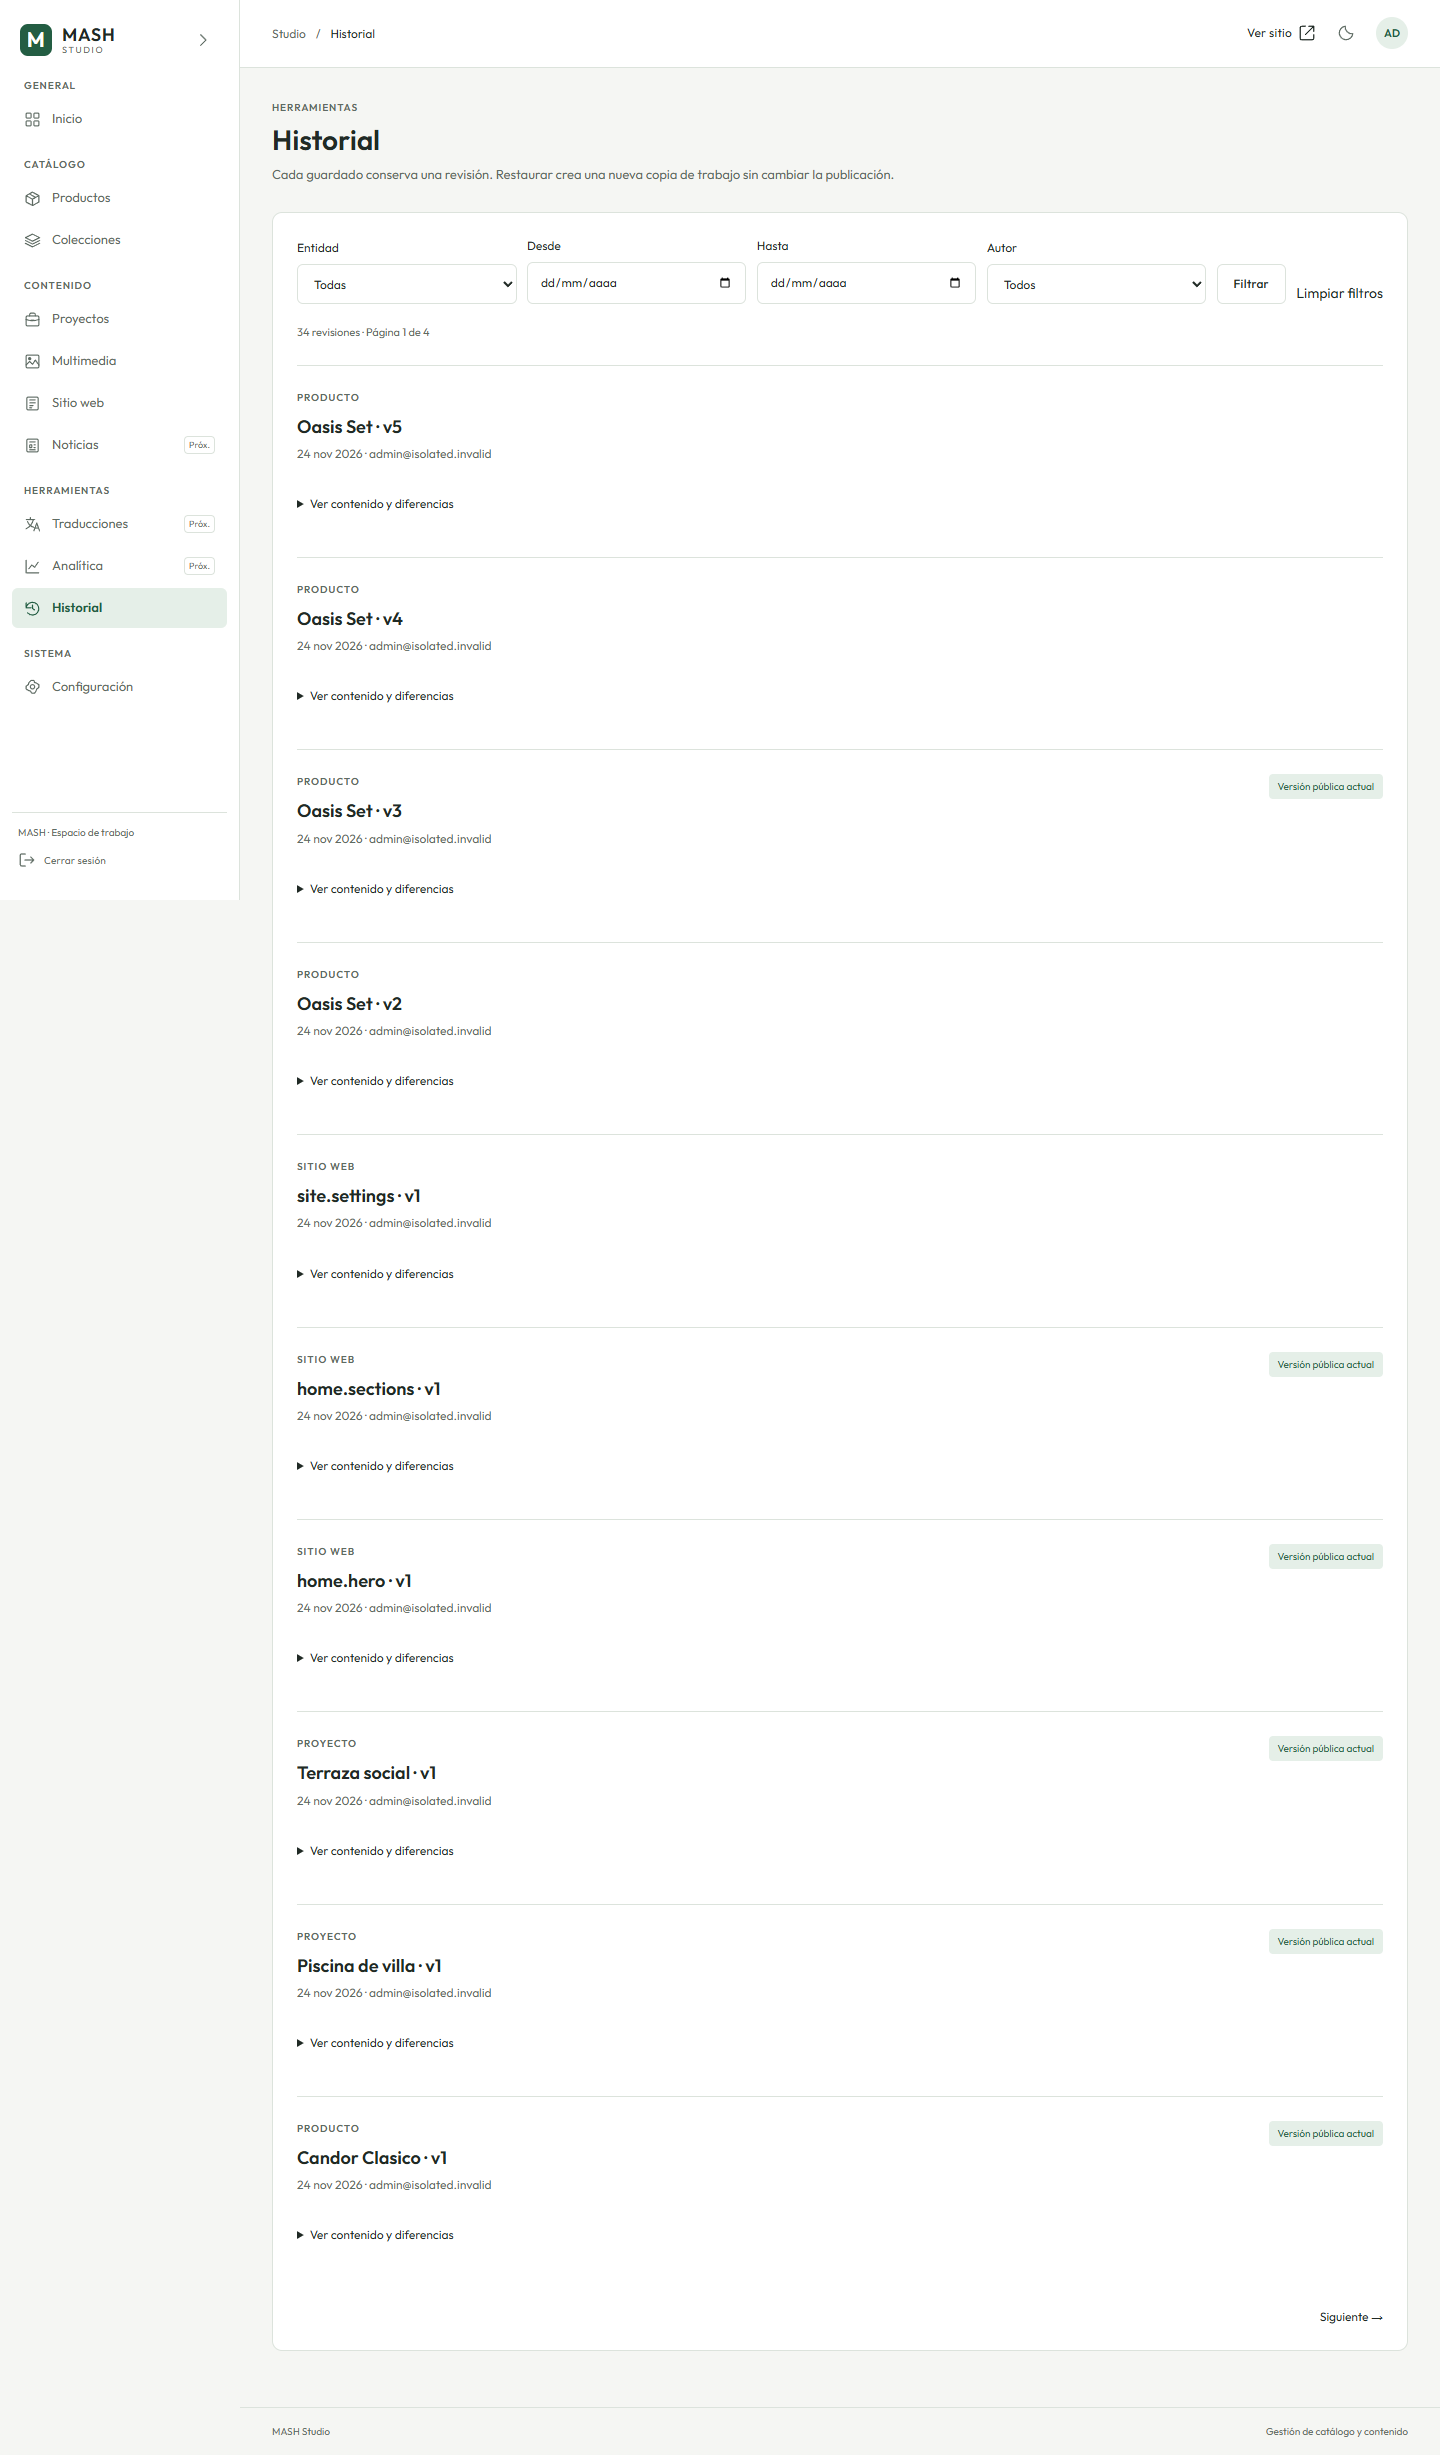 M MASH
STUDIO
GENERAL
Inicio
CATÁLOGO
Productos
Colecciones
CONTENIDO
Proyectos
Multimedia
Sitio web
Noticias Próx.
HERRAMIENTAS
Traducciones Próx.
Analítica Próx.
Historial
SISTEMA
Configuración
MASH · Espacio de trabajo
Cerrar sesión
Studio / Historial
Ver sitio
AD
HERRAMIENTAS
Historial
Cada guardado conserva una revisión. Restaurar crea una nueva copia de trabajo sin cambiar la publicación.
Entidad Desde Hasta Autor
Todas dd/mm/aaaa dd/mm/aaaa Todos Filtrar Limpiar filtros
34 revisiones · Página 1 de 4
PRODUCTO
Oasis Set · v5
24 nov 2026 · admin@isolated.invalid
▶ Ver contenido y diferencias
PRODUCTO
Oasis Set · v4
24 nov 2026 · admin@isolated.invalid
▶ Ver contenido y diferencias
PRODUCTO Versión pública actual
Oasis Set · v3
24 nov 2026 · admin@isolated.invalid
▶ Ver contenido y diferencias
PRODUCTO
Oasis Set · v2
24 nov 2026 · admin@isolated.invalid
▶ Ver contenido y diferencias
SITIO WEB
site.settings · v1
24 nov 2026 · admin@isolated.invalid
▶ Ver contenido y diferencias
SITIO WEB Versión pública actual
home.sections · v1
24 nov 2026 · admin@isolated.invalid
▶ Ver contenido y diferencias
SITIO WEB Versión pública actual
home.hero · v1
24 nov 2026 · admin@isolated.invalid
▶ Ver contenido y diferencias
PROYECTO Versión pública actual
Terraza social · v1
24 nov 2026 · admin@isolated.invalid
▶ Ver contenido y diferencias
PROYECTO Versión pública actual
Piscina de villa · v1
24 nov 2026 · admin@isolated.invalid
▶ Ver contenido y diferencias
PRODUCTO Versión pública actual
Candor Clasico · v1
24 nov 2026 · admin@isolated.invalid
▶ Ver contenido y diferencias
Siguiente →
MASH Studio Gestión de catálogo y contenido